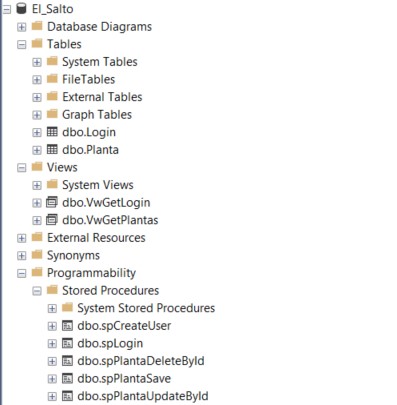 El_Salto
Database Diagrams
Tables
System Tables
FileTables
External Tables
Graph Tables
dbo.Login
dbo.Planta
Views
System Views
dbo.VwGetLogin
dbo.VwGetPlantas
External Resources
Synonyms
Programmability
Stored Procedures
System Stored Procedures
dbo.spCreateUser
dbo.spLogin
dbo.spPlantaDeleteById
dbo.spPlantaSave
dbo.spPlantaUpdateById